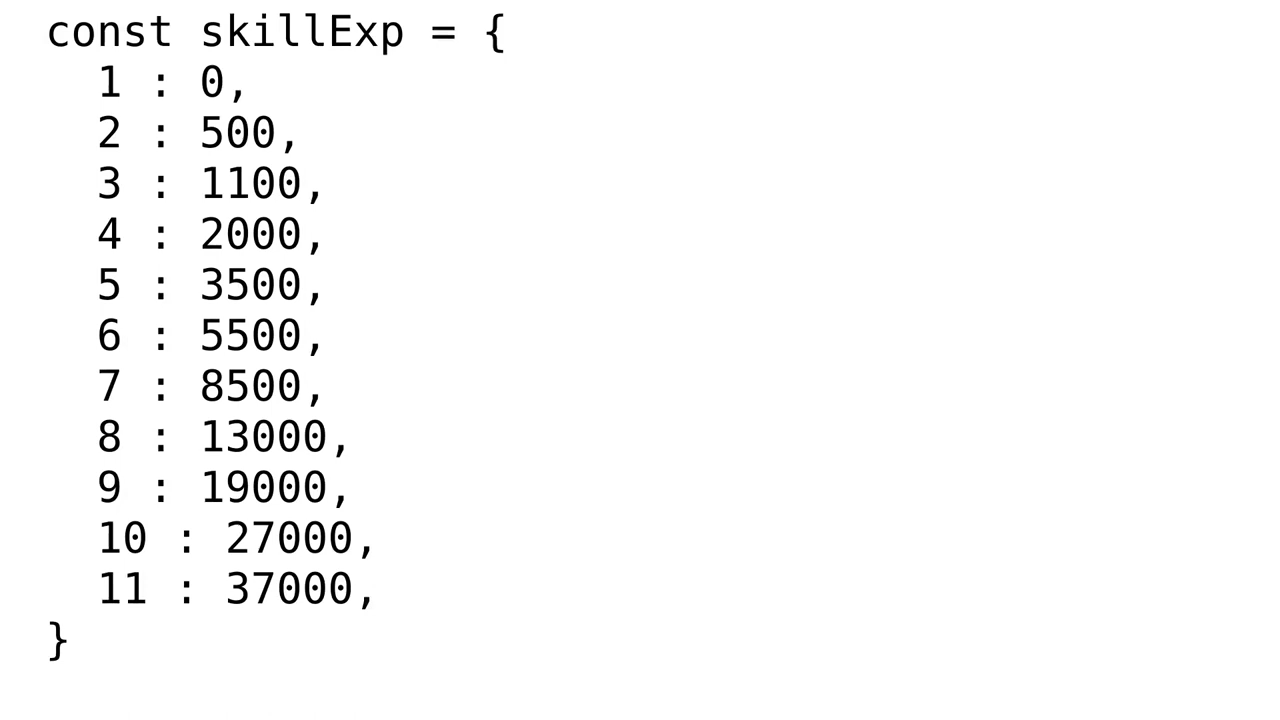 const skillExp = {
  1 : 0,
  2 : 500,
  3 : 1100,
  4 : 2000,
  5 : 3500,
  6 : 5500,
  7 : 8500,
  8 : 13000,
  9 : 19000,
  10 : 27000,
  11 : 37000,
}